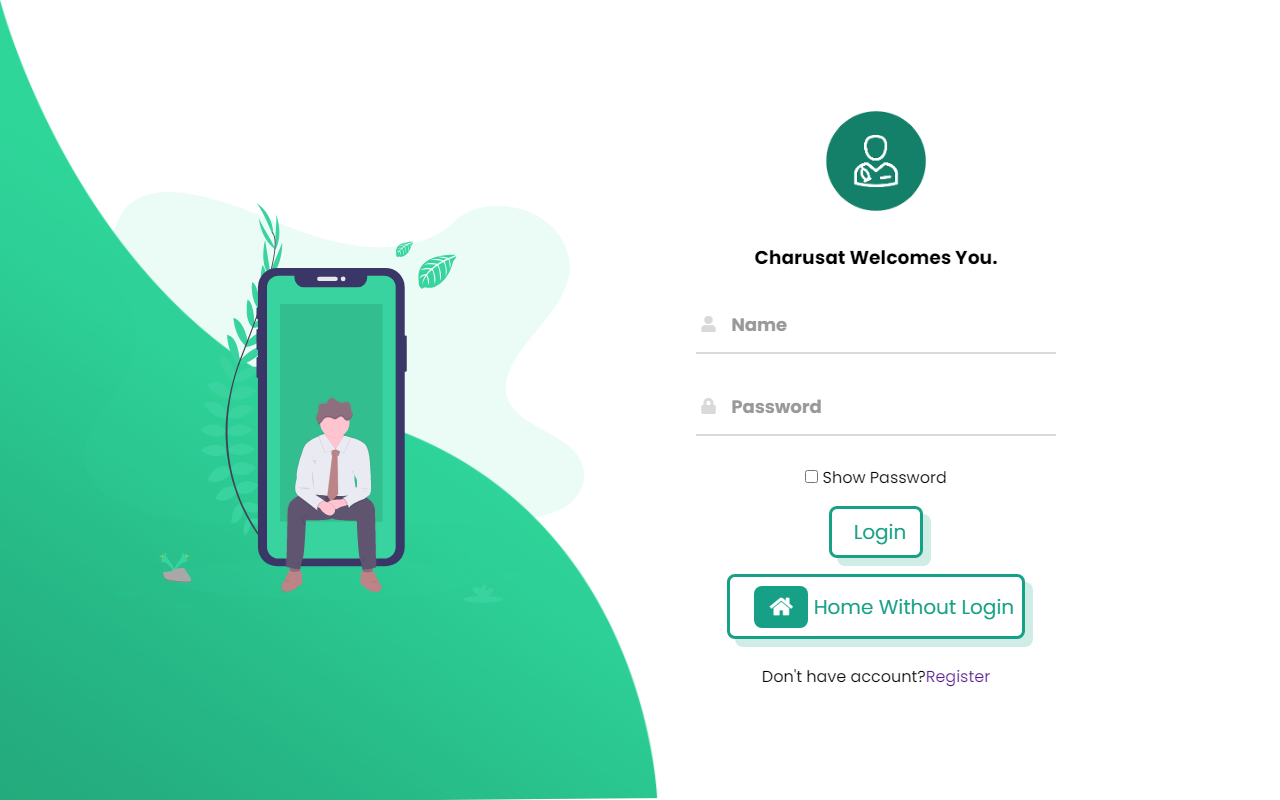 Charusat Welcomes You.
Name
Password
Show Password
Login
Home Without Login
Don't have account?Register